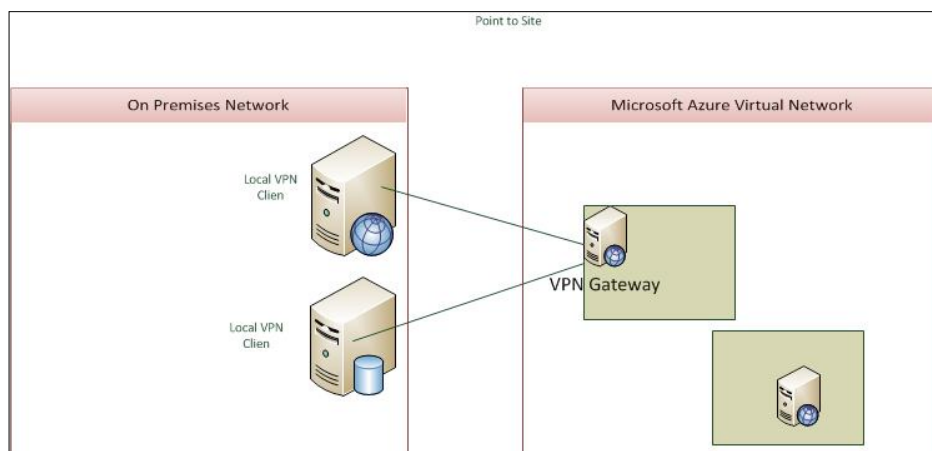 Point to Site
On Premises Network
Microsoft Azure Virtual Network
Local VPN
Clien
VPN Gateway
Local VPN
Clien